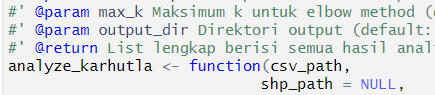 #' @param max_k Maksimum k untuk elbow method (
#' @param output_dir Direktori output (default:
#' @return List lengkap berisi semua hasil anal
analyze_karhutla <- function(csv_path,
shp_path = NULL,